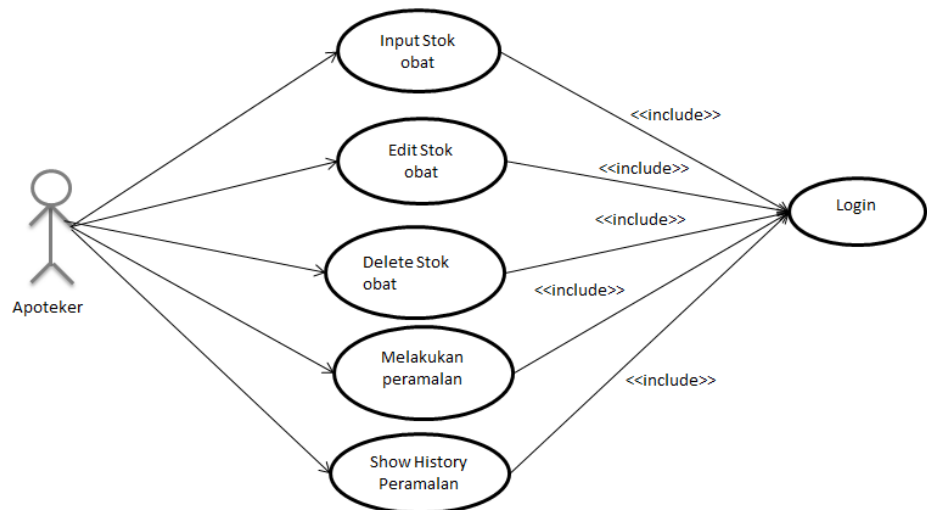 Input Stok
obat
<<include>>
Edit Stok
obat
<<include>>
Login
<<include>>
Delete Stok
obat
<<include>>
Apoteker
Melakukan
peramalan
<<include>>
Show History
Peramalan